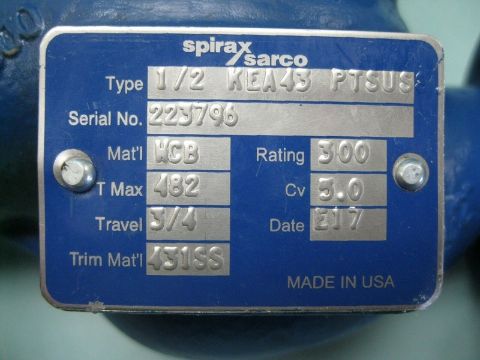 spirax
sarco
Type 1/2 KEA43 PTSUS
Serial No. 223796
Mat'l WCB Rating 300
T Max 482 Cv 5.0
Travel 3/4 Date E17
Trim Mat'l 431SS
MADE IN USA